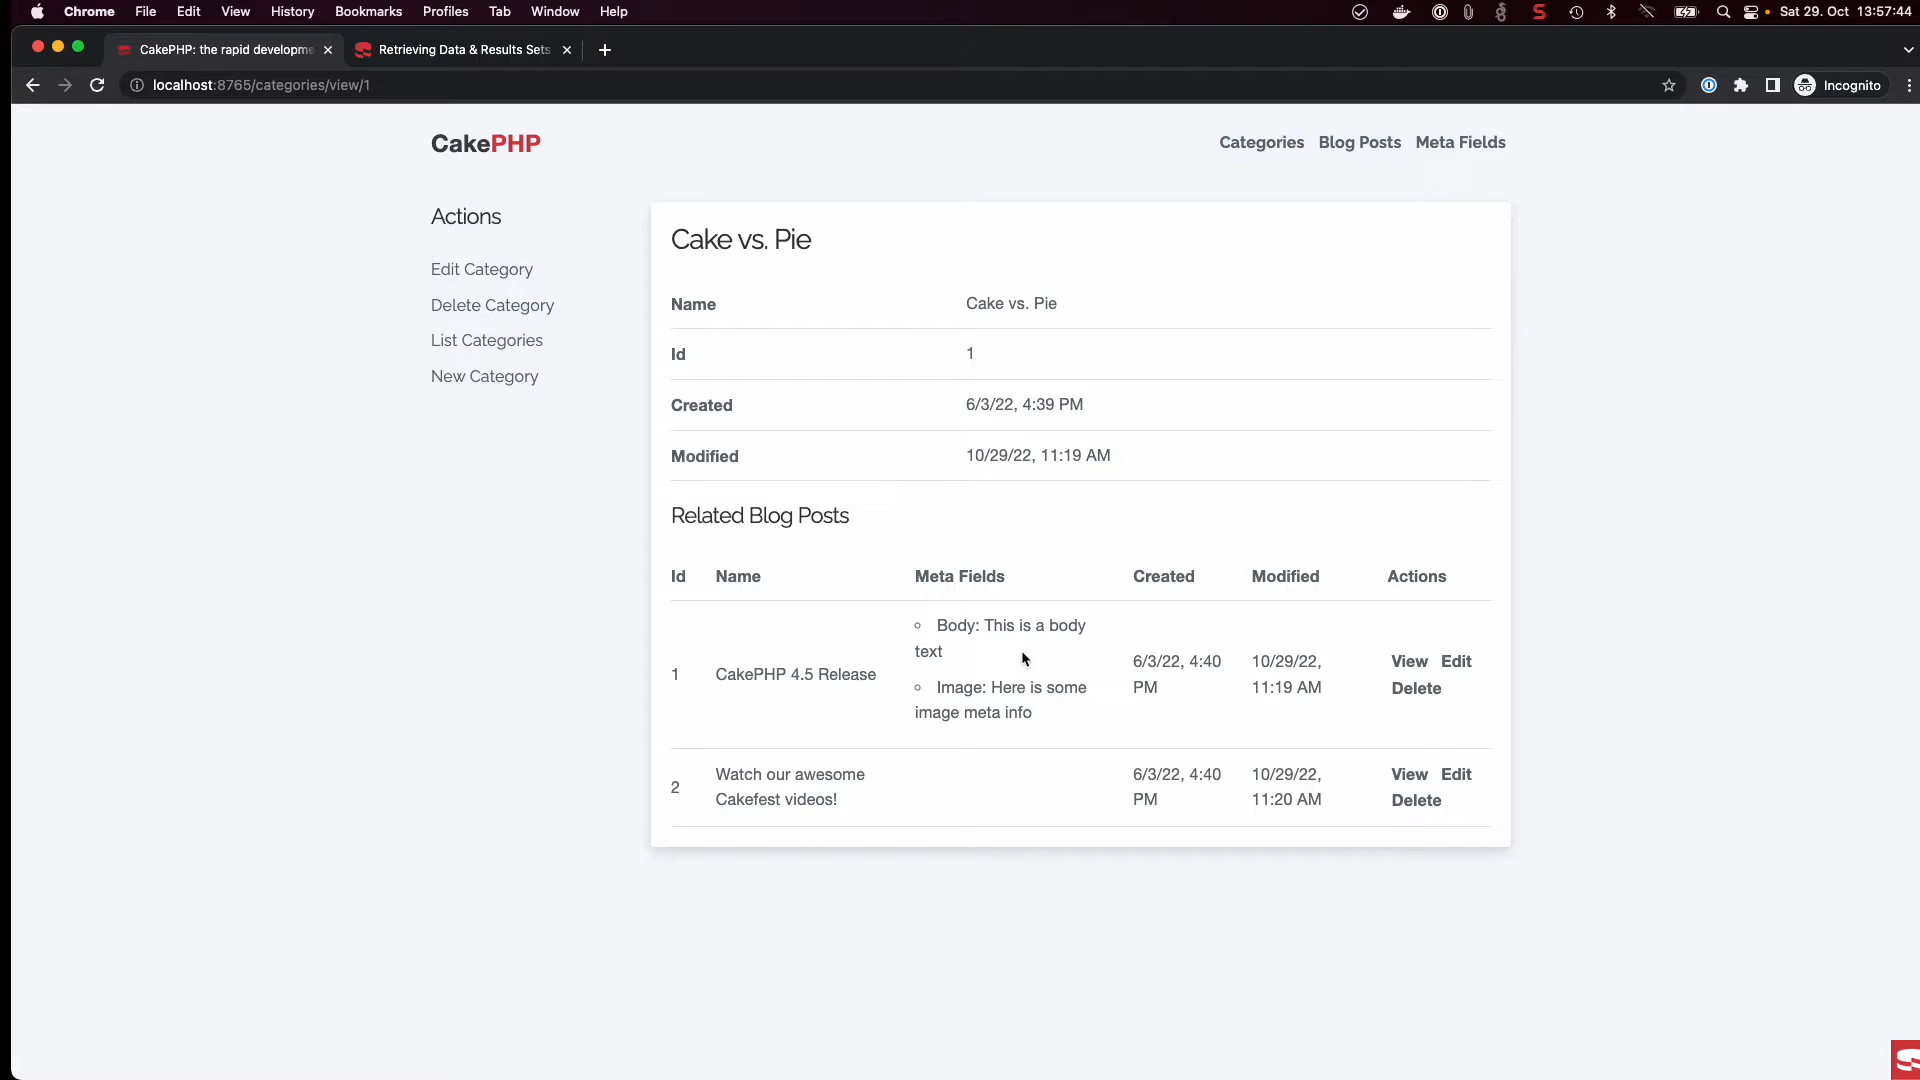 Chrome File Edit View History Bookmarks Profiles Tab Window Help Sat 29. Oct 13:57:44
CakePHP: the rapid developme Retrieving Data & Results Sets
localhost:8765/categories/view/1 Incognito
CakePHP Categories Blog Posts Meta Fields
Actions
Edit Category
Delete Category
List Categories
New Category
Cake vs. Pie
Name Cake vs. Pie
Id 1
Created 6/3/22, 4:39 PM
Modified 10/29/22, 11:19 AM
Related Blog Posts
Id Name Meta Fields Created Modified Actions
1 CakePHP 4.5 Release
Body: This is a body
text
Image: Here is some
image meta info
6/3/22, 4:40
PM
10/29/22,
11:19 AM
View Edit
Delete
2
Watch our awesome
Cakefest videos!
6/3/22, 4:40
PM
10/29/22,
11:20 AM
View Edit
Delete